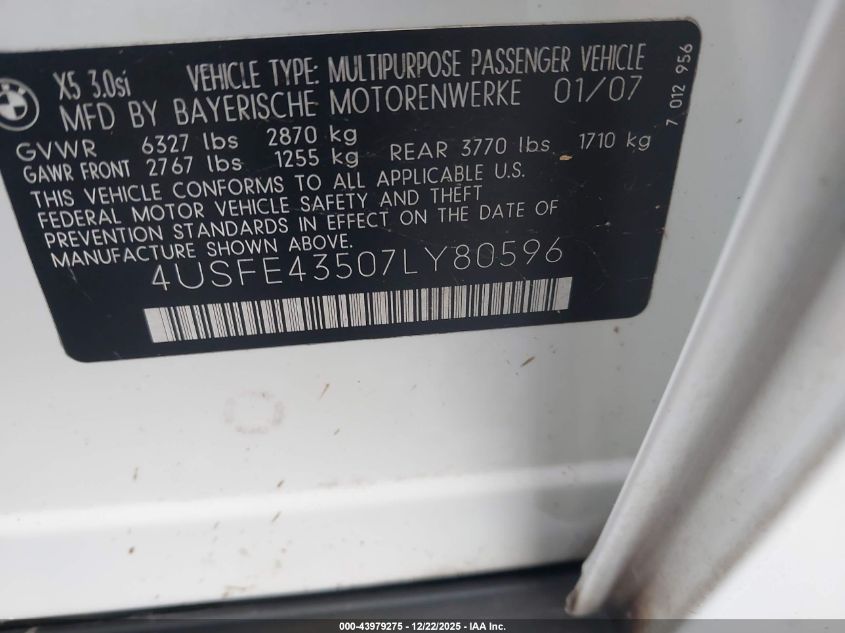 X5 3.0si VEHICLE TYPE: MULTIPURPOSE PASSENGER VEHICLE
MFD BY BAYERISCHE MOTORENWERKE 01/07
GVWR 6327 lbs 2870 kg
GAWR FRONT 2767 lbs 1255 kg REAR 3770 lbs 1710 kg
THIS VEHICLE CONFORMS TO ALL APPLICABLE U.S.
FEDERAL MOTOR VEHICLE SAFETY AND THEFT
PREVENTION STANDARDS IN EFFECT ON THE DATE OF
MANUFACTURE SHOWN ABOVE.
4USFE43507LY80596
7 012 956
000-43979275 - 12/22/2025 - IAA Inc.